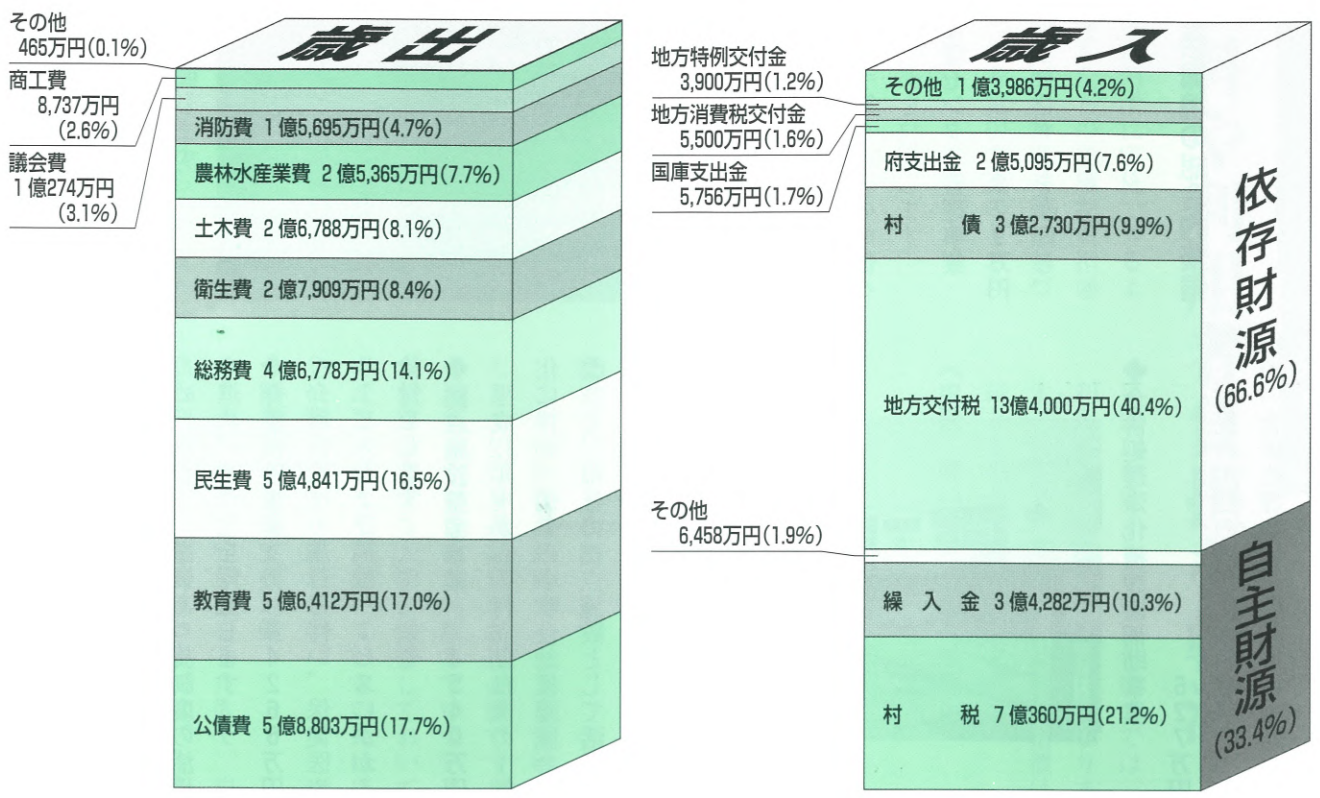 歳出
その他
465万円(0.1%)
商工費
8,737万円
(2.6%)
議会費
1億274万円
(3.1%)
消防費 1億5,695万円(4.7%)
農林水産業費 2億5,365万円(7.7%)
土木費 2億6,788万円(8.1%)
衛生費 2億7,909万円(8.4%)
総務費 4億6,778万円(14.1%)
民生費 5億4,841万円(16.5%)
教育費 5億6,412万円(17.0%)
公債費 5億8,803万円(17.7%)
歳入
地方特例交付金
3,900万円(1.2%)
地方消費税交付金
5,500万円(1.6%)
国庫支出金
5,756万円(1.7%)
その他 1億3,986万円(4.2%)
府支出金 2億5,095万円(7.6%)
村債 3億2,730万円(9.9%)
地方交付税 13億4,000万円(40.4%)
その他
6,458万円(1.9%)
繰入金 3億4,282万円(10.3%)
村税 7億360万円(21.2%)
依存財源
(66.6%)
自主財源
(33.4%)